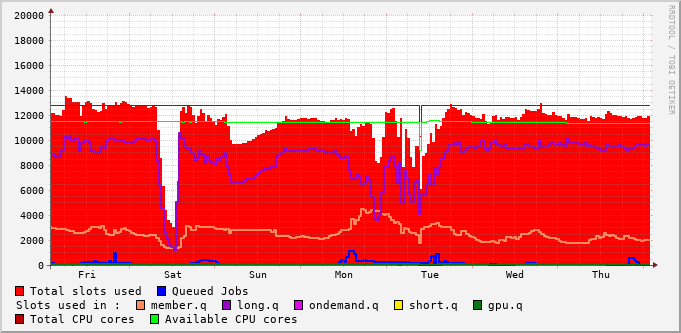 20000
18000
16000
14000
12000
10000
8000
6000
4000
2000
0
Fri Sat Sun Mon Tue Wed Thu
RRDTOOL / TOBI OETIKER
Total slots used Queued Jobs
Slots used in : member.q long.q ondemand.q short.q gpu.q
Total CPU cores Available CPU cores